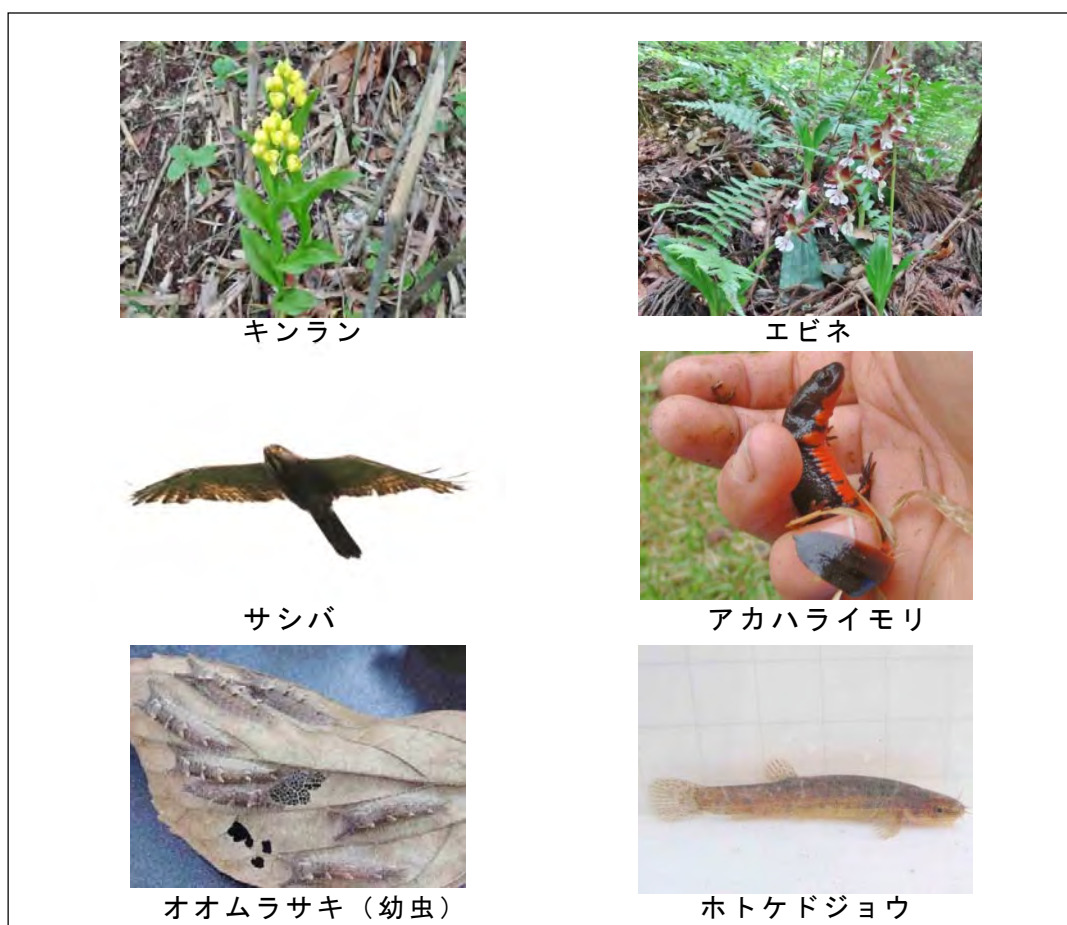 キンラン
エビネ
サシバ
アカハライモリ
オオムラサキ（幼虫）
ホトケドジョウ